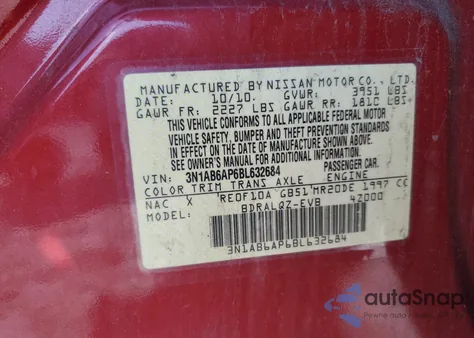 MANUFACTURED BY NISSAN MOTOR CO., LTD.
DATE: 10/10. GVWR: 3951 LBS
GAWR FR: 2227 LBS GAWR RR: 1810 LBS
THIS VEHICLE CONFORMS TO ALL APPLICABLE FEDERAL MOTOR
VEHICLE SAFETY, BUMPER AND THEFT PREVENTION STANDARDS
IN EFFECT ON THE DATE OF MANUFACTURE SHOWN ABOVE.
SEE OWNER'S MANUAL FOR ADDITIONAL INFORMATION.
VIN: 3N1AB6AP6BL632684 PASSENGER CAR.
COLOR TRIM TRANS AXLE ENGINE
NAC X RE0F10A GB51 MR20DE 1997 CC
MODEL: BDRALQZ-EVB 4Z000
3N1AB6AP6BL632684
autoSnap